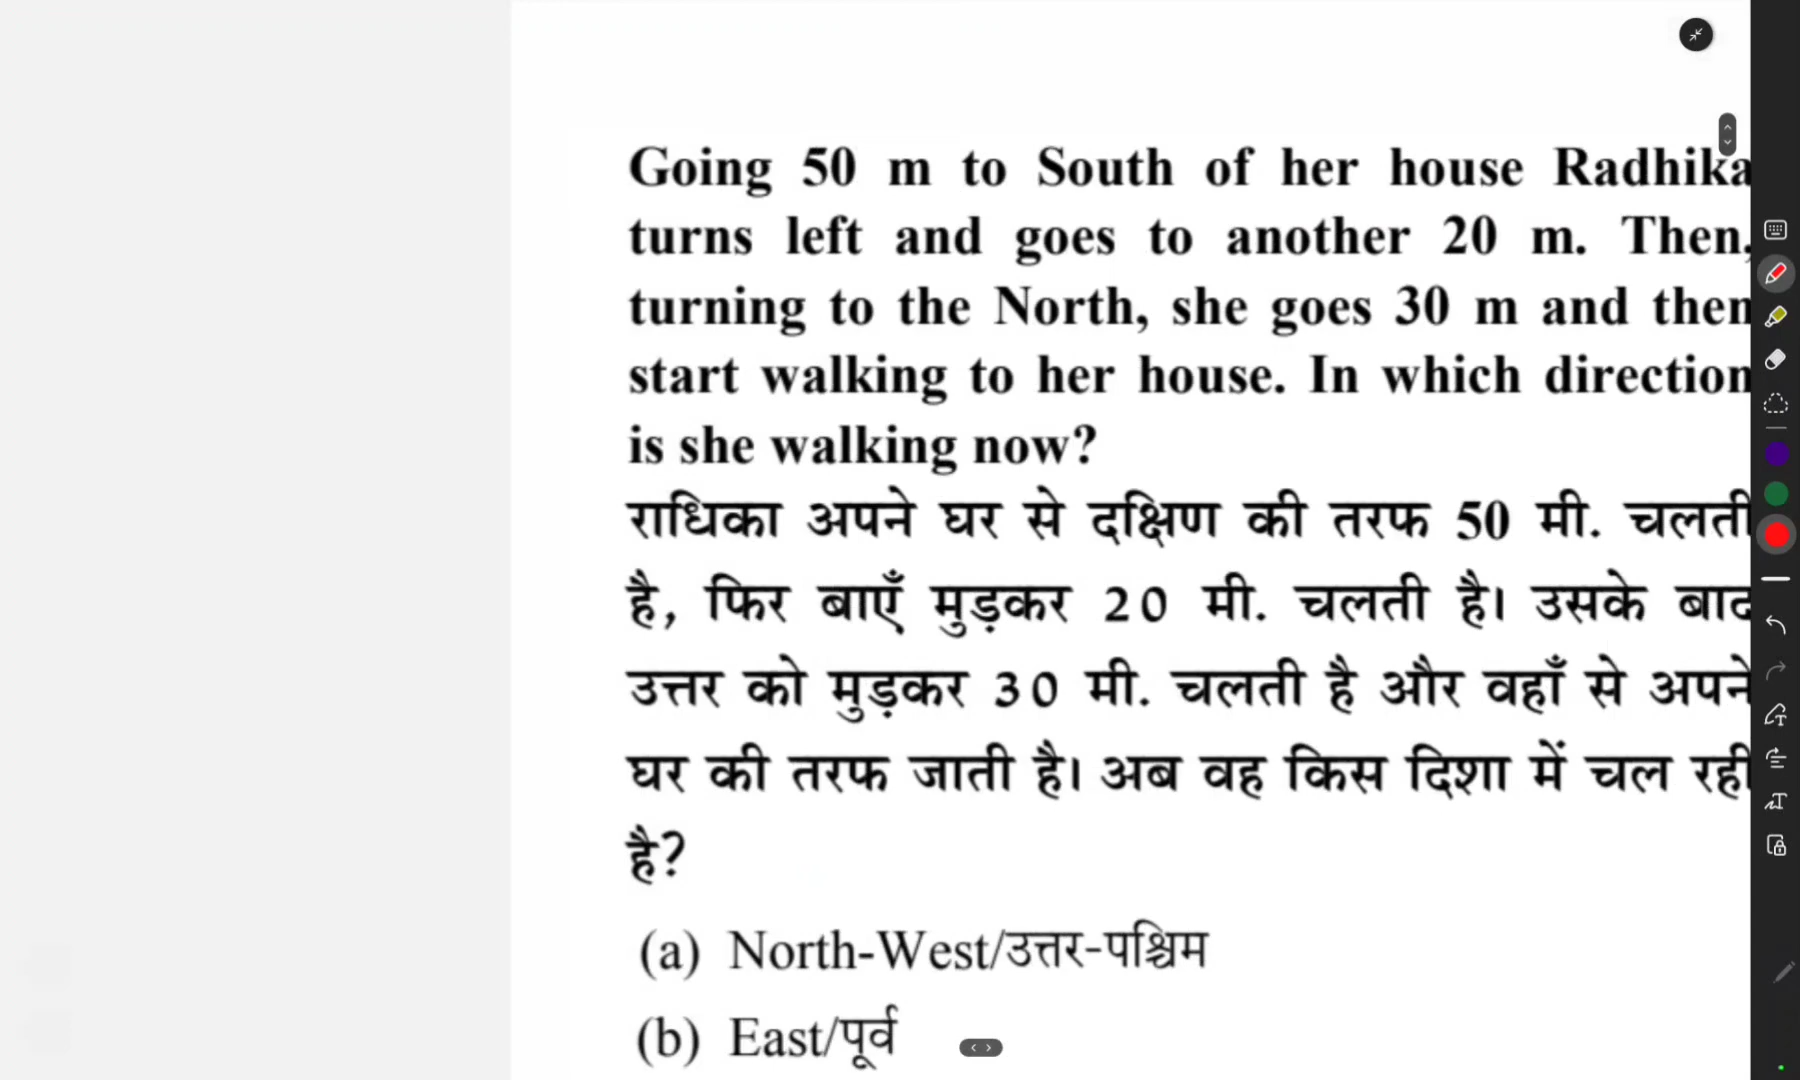 Going 50 m to South of her house Radhika
turns left and goes to another 20 m. Then,
turning to the North, she goes 30 m and then
start walking to her house. In which direction
is she walking now?
राधिका अपने घर से दक्षिण की तरफ 50 मी. चलती
है, फिर बाएँ मुड़कर 20 मी. चलती है। उसके बाद
उत्तर को मुड़कर 30 मी. चलती है और वहाँ से अपने
घर की तरफ जाती है। अब वह किस दिशा में चल रही
है?
(a) North-West/उत्तर-पश्चिम
(b) East/पूर्व